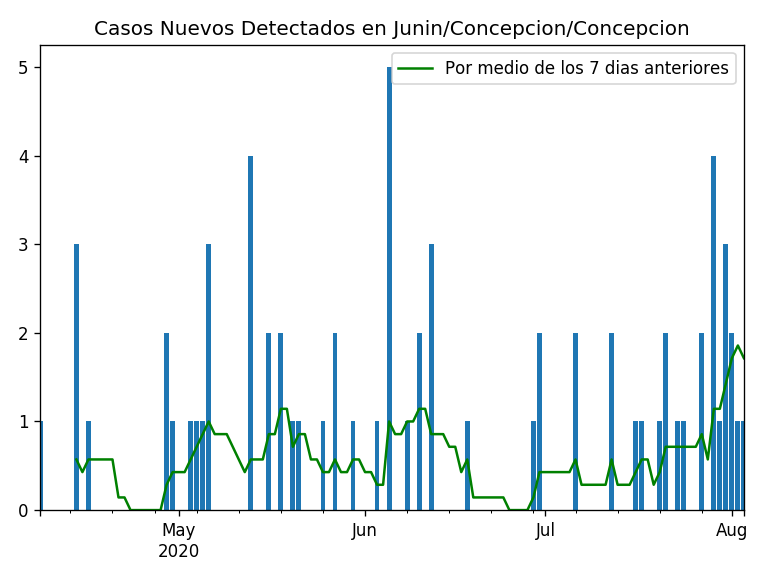 Casos Nuevos Detectados en Junin/Concepcion/Concepcion
Por medio de los 7 dias anteriores
5
4
3
2
1
0
May
2020
Jun
Jul
Aug